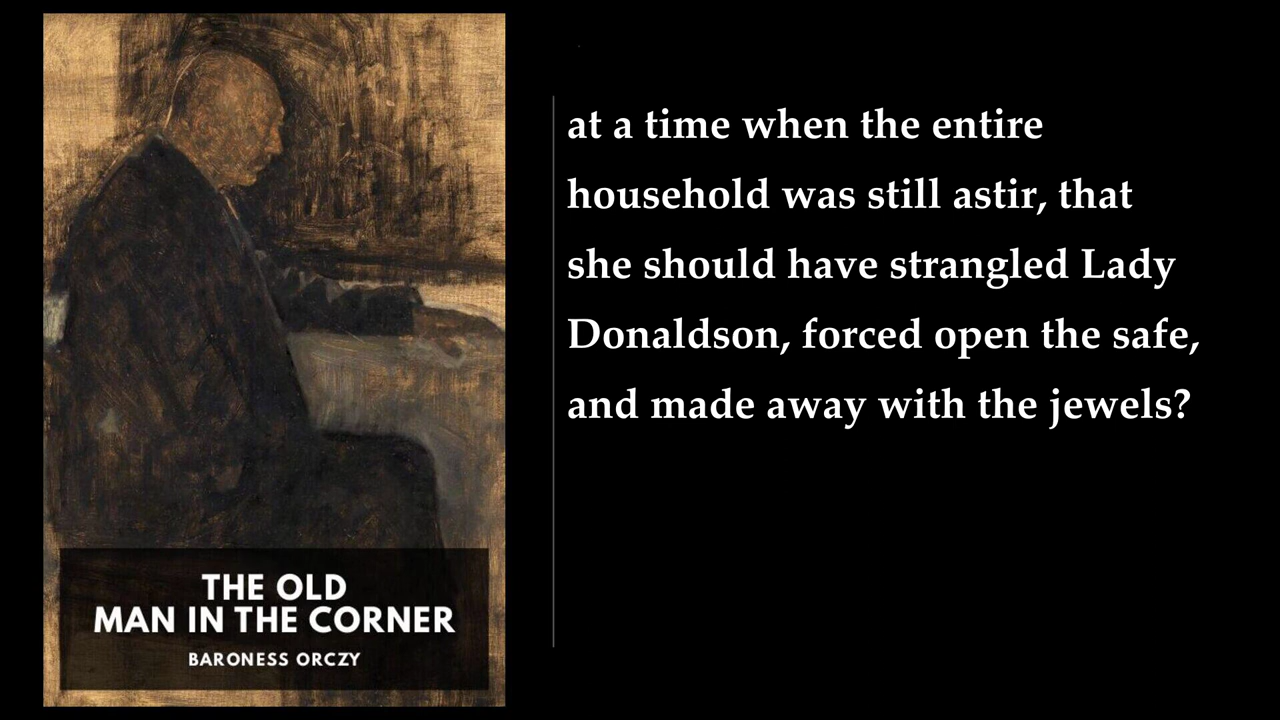 at a time when the entire
household was still astir, that
she should have strangled Lady
Donaldson, forced open the safe,
and made away with the jewels?
THE OLD
MAN IN THE CORNER
BARONESS ORCZY